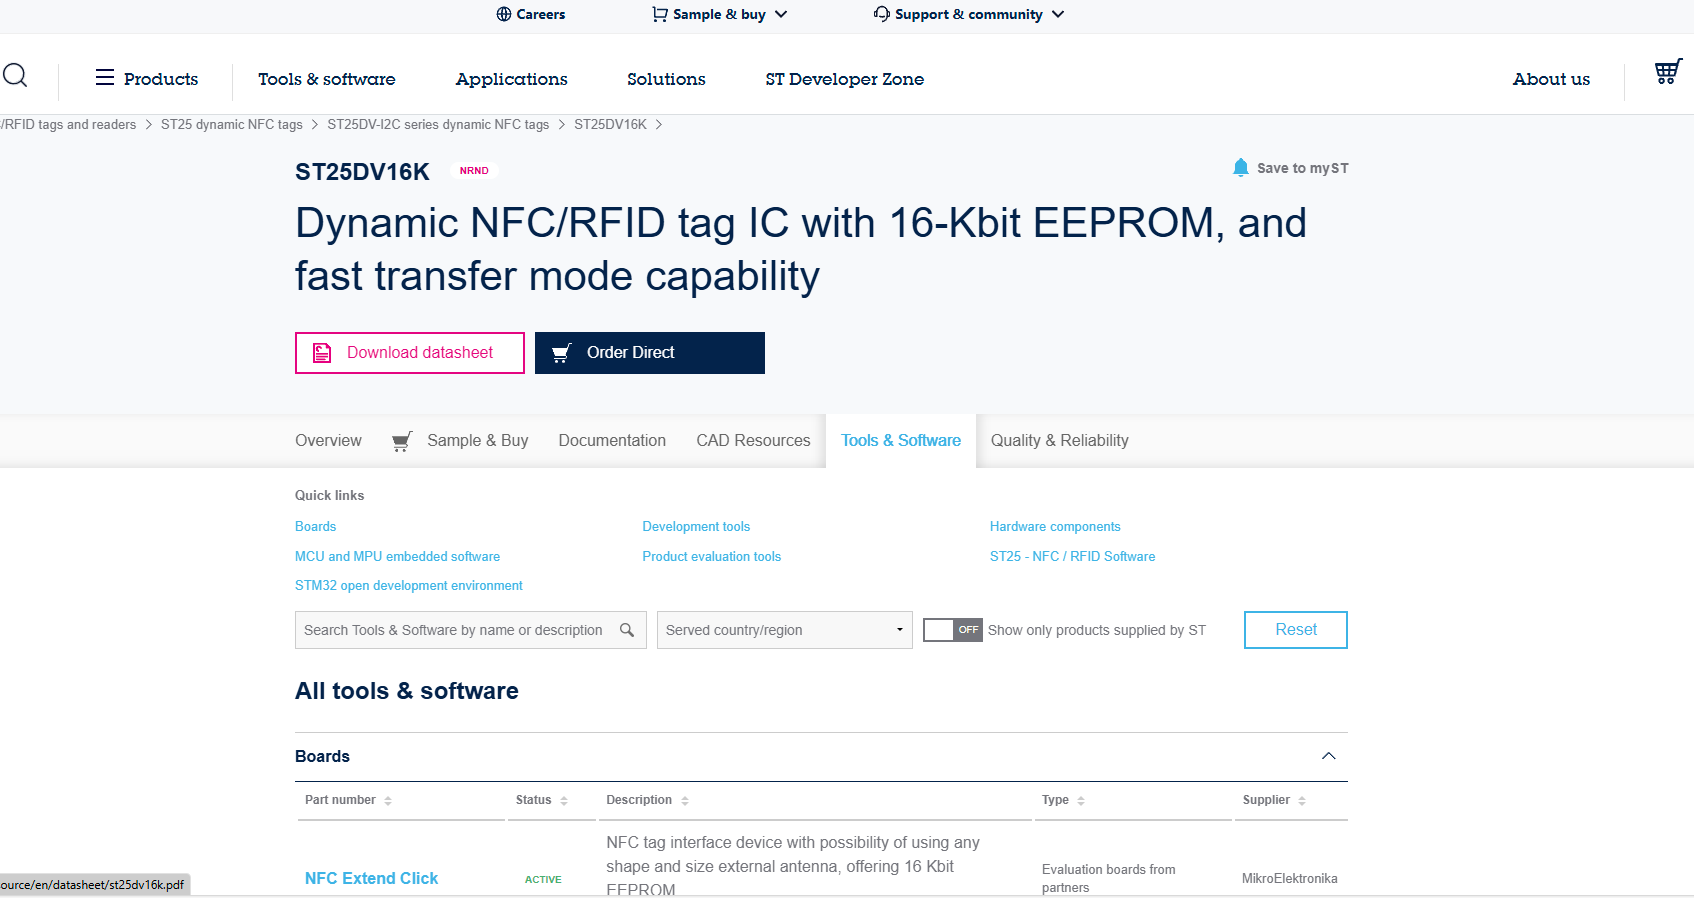 Careers
Sample & buy
Support & community
Products
Tools & software
Applications
Solutions
ST Developer Zone
About us
/RFID tags and readers > ST25 dynamic NFC tags > ST25DV-I2C series dynamic NFC tags > ST25DV16K >
ST25DV16K NRND
Save to myST
Dynamic NFC/RFID tag IC with 16-Kbit EEPROM, and
fast transfer mode capability
Download datasheet
Order Direct
Overview
Sample & Buy
Documentation
CAD Resources
Tools & Software
Quality & Reliability
Quick links
Boards
Development tools
Hardware components
MCU and MPU embedded software
Product evaluation tools
ST25 - NFC / RFID Software
STM32 open development environment
Search Tools & Software by name or description
Served country/region
OFF
Show only products supplied by ST
Reset
All tools & software
Boards
Part number
Status
Description
Type
Supplier
NFC Extend Click
ACTIVE
NFC tag interface device with possibility of using any
shape and size external antenna, offering 16 Kbit
EEPROM
Evaluation boards from
partners
MikroElektronika
ource/en/datasheet/st25dv16k.pdf